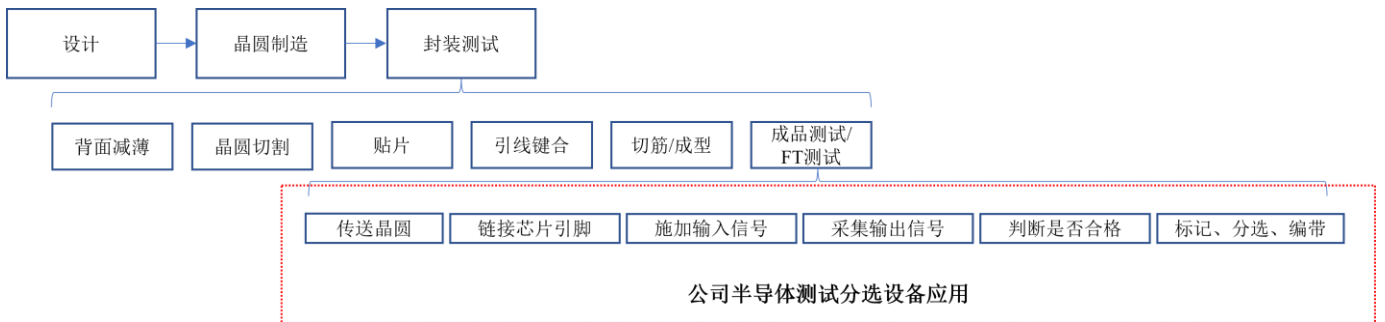 设计
晶圆制造
封装测试
背面减薄
晶圆切割
贴片
引线键合
切筋/成型
成品测试/
FT测试
传送晶圆
链接芯片引脚
施加输入信号
采集输出信号
判断是否合格
标记、分选、编带
公司半导体测试分选设备应用